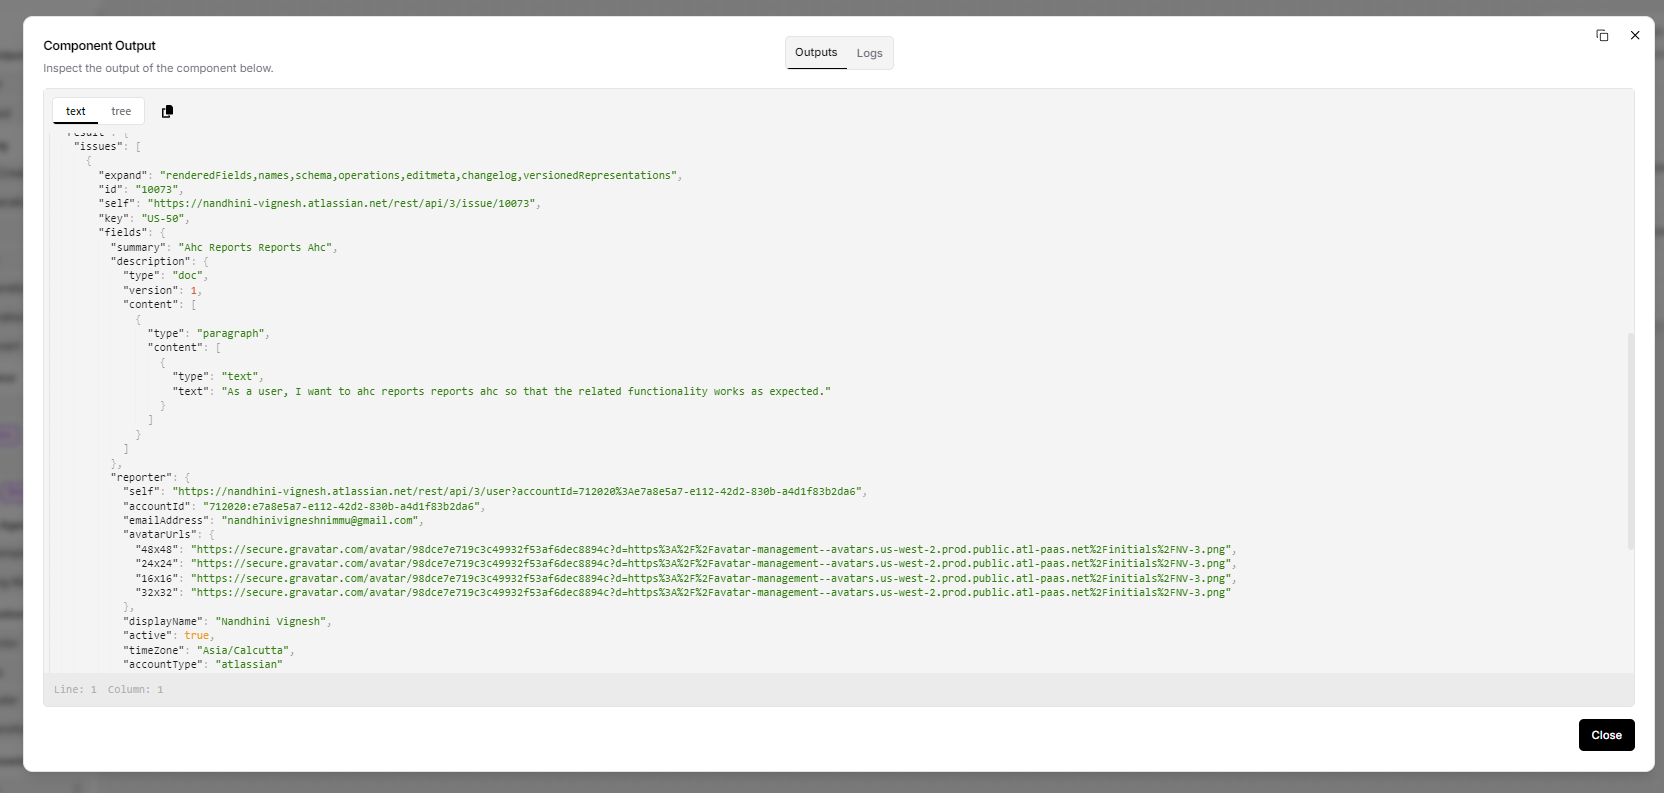 Component Output
Inspect the output of the component below.
Outputs Logs
text tree
"result": {
"issues": [
{
"expand": "renderedFields,names,schema,operations,editmeta,changelog,versionedRepresentations",
"id": "10073",
"self": "https://nandhini-vignesh.atlassian.net/rest/api/3/issue/10073",
"key": "US-50",
"fields": {
"summary": "Ahc Reports Reports Ahc",
"description": {
"type": "doc",
"version": 1,
"content": [
{
"type": "paragraph",
"content": [
{
"type": "text",
"text": "As a user, I want to ahc reports reports ahc so that the related functionality works as expected."
}
]
}
]
},
"reporter": {
"self": "https://nandhini-vignesh.atlassian.net/rest/api/3/user?accountId=712020%3Ae7a8e5a7-e112-42d2-830b-a4d1f83b2da6",
"accountId": "712020:e7a8e5a7-e112-42d2-830b-a4d1f83b2da6",
"emailAddress": "nandhinivigneshnimmu@gmail.com",
"avatarUrls": {
"48x48": "https://secure.gravatar.com/avatar/98dce7e719c3c49932f53af6dec8894c?d=https%3A%2F%2Favatar-management--avatars.us-west-2.prod.public.atl-paas.net%2Finitials%2FNV-3.png",
"24x24": "https://secure.gravatar.com/avatar/98dce7e719c3c49932f53af6dec8894c?d=https%3A%2F%2Favatar-management--avatars.us-west-2.prod.public.atl-paas.net%2Finitials%2FNV-3.png",
"16x16": "https://secure.gravatar.com/avatar/98dce7e719c3c49932f53af6dec8894c?d=https%3A%2F%2Favatar-management--avatars.us-west-2.prod.public.atl-paas.net%2Finitials%2FNV-3.png",
"32x32": "https://secure.gravatar.com/avatar/98dce7e719c3c49932f53af6dec8894c?d=https%3A%2F%2Favatar-management--avatars.us-west-2.prod.public.atl-paas.net%2Finitials%2FNV-3.png"
},
"displayName": "Nandhini Vignesh",
"active": true,
"timeZone": "Asia/Calcutta",
"accountType": "atlassian"
Line: 1 Column: 1
Close